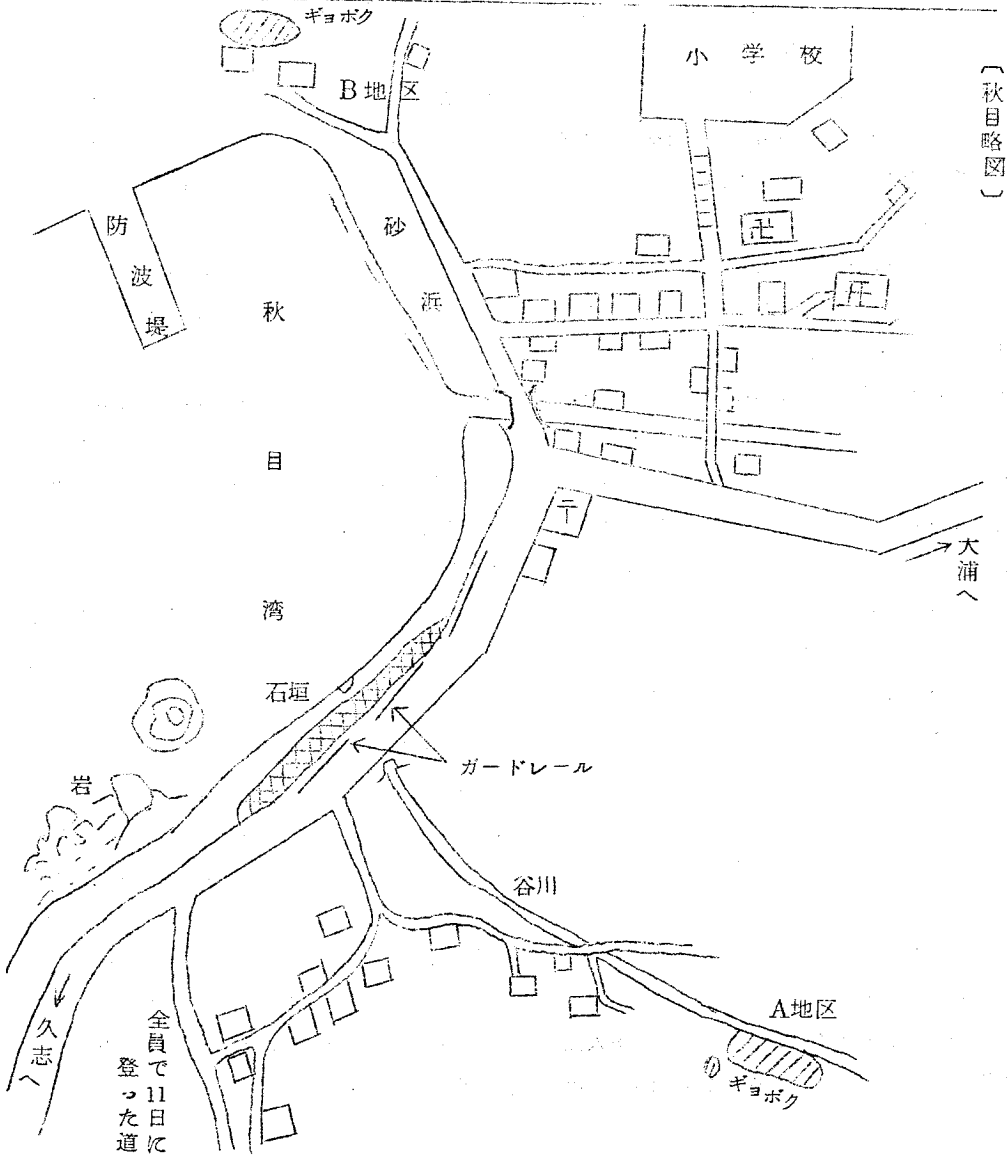 〔秋目略図〕
ギョボク
B地区
小学校
防波堤
砂浜
卍
秋目湾
〒
大浦へ
石垣
ガードレール
岩
谷川
A地区
ギョボク
久志へ
全員で11日に
登った道